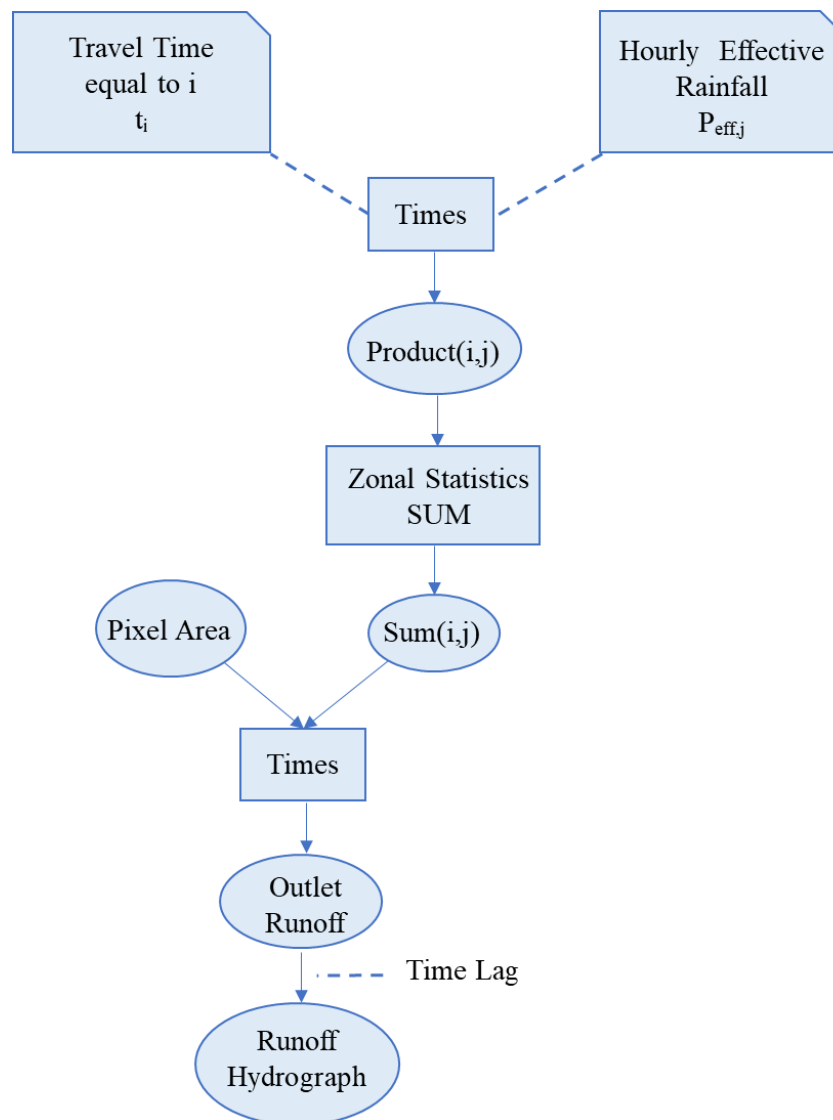 Travel Time
equal to i
tᵢ
Hourly Effective
Rainfall
P_eff,j
Times
Product(i,j)
Zonal Statistics
SUM
Pixel Area
Sum(i,j)
Times
Outlet
Runoff
Time Lag
Runoff
Hydrograph